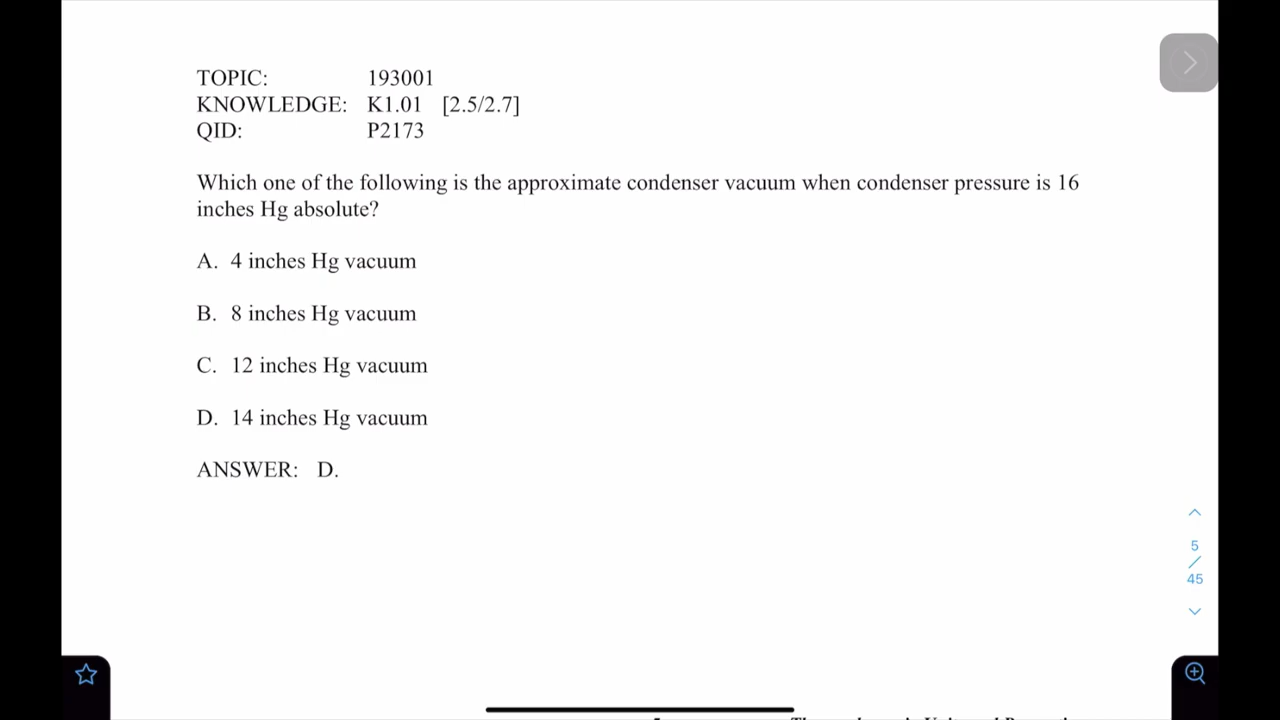 TOPIC: 193001
KNOWLEDGE: K1.01 [2.5/2.7]
QID: P2173
Which one of the following is the approximate condenser vacuum when condenser pressure is 16
inches Hg absolute?
A. 4 inches Hg vacuum
B. 8 inches Hg vacuum
C. 12 inches Hg vacuum
D. 14 inches Hg vacuum
ANSWER: D.
5
/
45